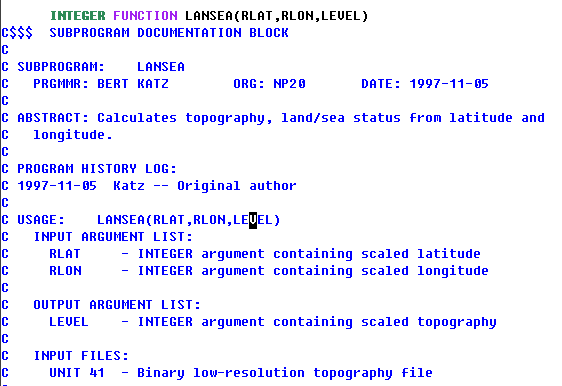 INTEGER FUNCTION LANSEA(RLAT,RLON,LEVEL)
C$$$  SUBPROGRAM DOCUMENTATION BLOCK
C
C SUBPROGRAM:    LANSEA
C   PRGMMR: BERT KATZ        ORG: NP20       DATE: 1997-11-05
C
C ABSTRACT: Calculates topography, land/sea status from latitude and
C   longitude.
C
C PROGRAM HISTORY LOG:
C 1997-11-05  Katz -- Original author
C
C USAGE:    LANSEA(RLAT,RLON,LEVEL)
C   INPUT ARGUMENT LIST:
C     RLAT     - INTEGER argument containing scaled latitude
C     RLON     - INTEGER argument containing scaled longitude
C
C   OUTPUT ARGUMENT LIST:
C     LEVEL    - INTEGER argument containing scaled topography
C
C   INPUT FILES:
C     UNIT 41  - Binary low-resolution topography file